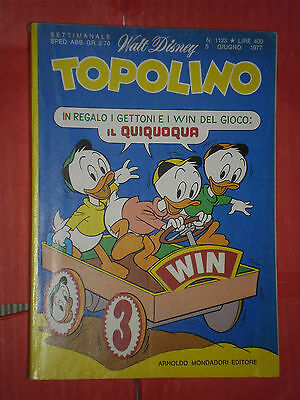 SETTIMANALE
SPED. ABB. GR. 2/70
Walt Disney
N. 1123 ★ LIRE 400
5 GIUGNO 1977
TOPOLINO
IN REGALO I GETTONI E I WIN DEL GIOCO:
IL QUIQUOQUA
WIN
3
ARNOLDO MONDADORI EDITORE